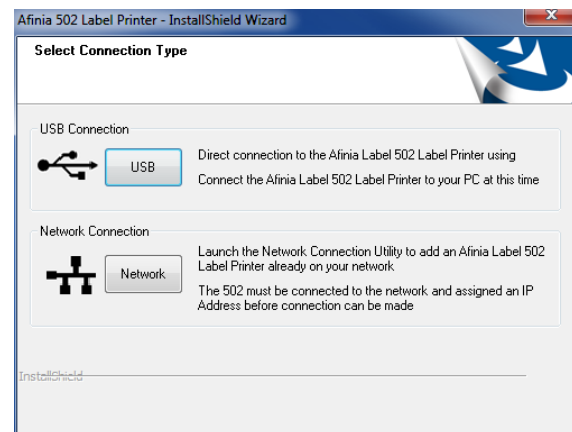 Afinia 502 Label Printer - InstallShield Wizard
Select Connection Type
USB Connection
USB
Direct connection to the Afinia Label 502 Label Printer using
Connect the Afinia Label 502 Label Printer to your PC at this time
Network Connection
Network
Launch the Network Connection Utility to add an Afinia Label 502
Label Printer already on your network
The 502 must be connected to the network and assigned an IP
Address before connection can be made
InstallShield